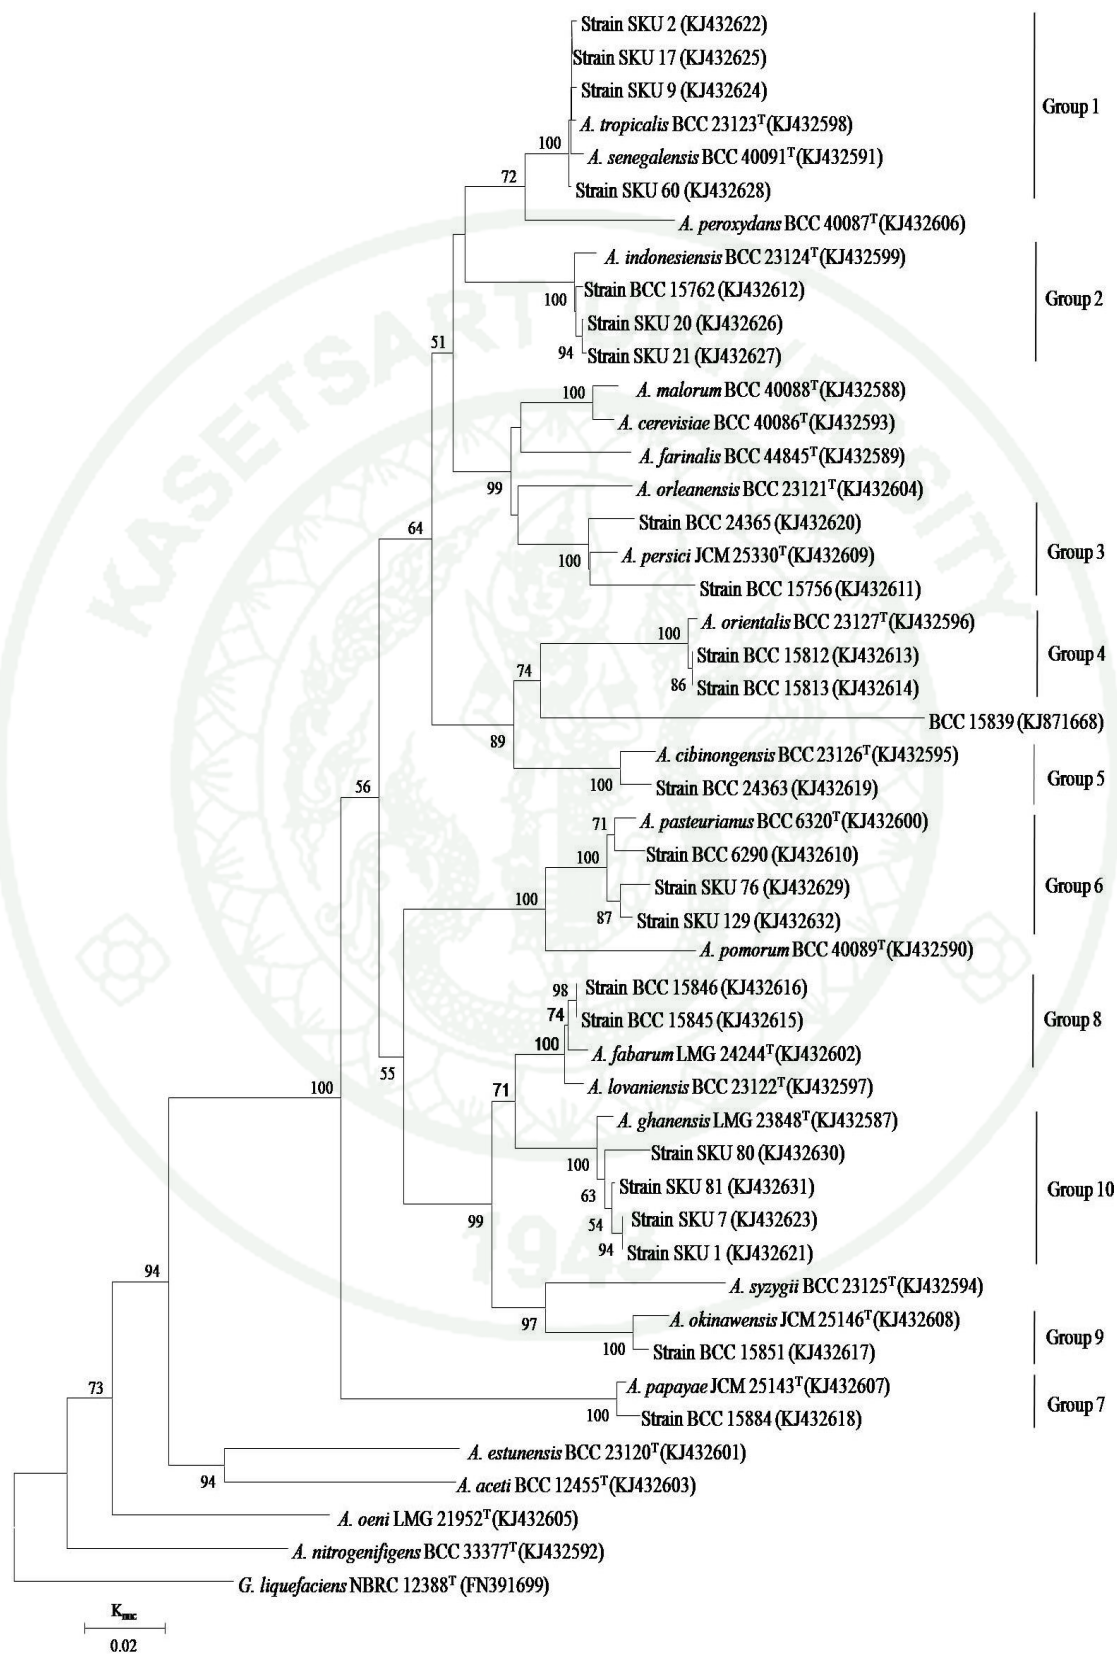 Strain SKU 2 (KJ432622)
Strain SKU 17 (KJ432625)
Strain SKU 9 (KJ432624)
Group 1
A. tropicalis BCC 23123T(KJ432598)
100
A. senegalensis BCC 40091T(KJ432591)
72
Strain SKU 60 (KJ432628)
A. peroxydans BCC 40087T(KJ432606)
A. indonesiensis BCC 23124T(KJ432599)
100
Strain BCC 15762 (KJ432612)
Group 2
Strain SKU 20 (KJ432626)
51
94
Strain SKU 21 (KJ432627)
100
A. malorum BCC 40088T(KJ432588)
A. cerevisiae BCC 40086T(KJ432593)
A. farinalis BCC 44845T(KJ432589)
99
A. orleanensis BCC 23121T(KJ432604)
64
Strain BCC 24365 (KJ432620)
100
A. persici JCM 25330T(KJ432609)
Group 3
Strain BCC 15756 (KJ432611)
100
A. orientalis BCC 23127T(KJ432596)
Strain BCC 15812 (KJ432613)
Group 4
74
86
Strain BCC 15813 (KJ432614)
BCC 15839 (KJ871668)
89
A. cibinongensis BCC 23126T(KJ432595)
100
Strain BCC 24363 (KJ432619)
Group 5
56
71
A. pasteurianus BCC 6320T(KJ432600)
100
Strain BCC 6290 (KJ432610)
Strain SKU 76 (KJ432629)
Group 6
100
87
Strain SKU 129 (KJ432632)
A. pomorum BCC 40089T(KJ432590)
98
Strain BCC 15846 (KJ432616)
74
Strain BCC 15845 (KJ432615)
Group 8
100
A. fabarum LMG 24244T(KJ432602)
55
A. lovaniensis BCC 23122T(KJ432597)
100
71
A. ghanensis LMG 23848T(KJ432587)
100
Strain SKU 80 (KJ432630)
63
Strain SKU 81 (KJ432631)
Group 10
99
54
Strain SKU 7 (KJ432623)
94
Strain SKU 1 (KJ432621)
94
A. syzygii BCC 23125T(KJ432594)
97
A. okinawensis JCM 25146T(KJ432608)
100
Strain BCC 15851 (KJ432617)
Group 9
73
A. papayae JCM 25143T(KJ432607)
100
Strain BCC 15884 (KJ432618)
Group 7
A. estunensis BCC 23120T(KJ432601)
94
A. aceti BCC 12455T(KJ432603)
A. oeni LMG 21952T(KJ432605)
A. nitrogenifigens BCC 33377T(KJ432592)
G. liquefaciens NBRC 12388T (FN391699)
Knuc
0.02
KASETSART UNIVERSITY
1943